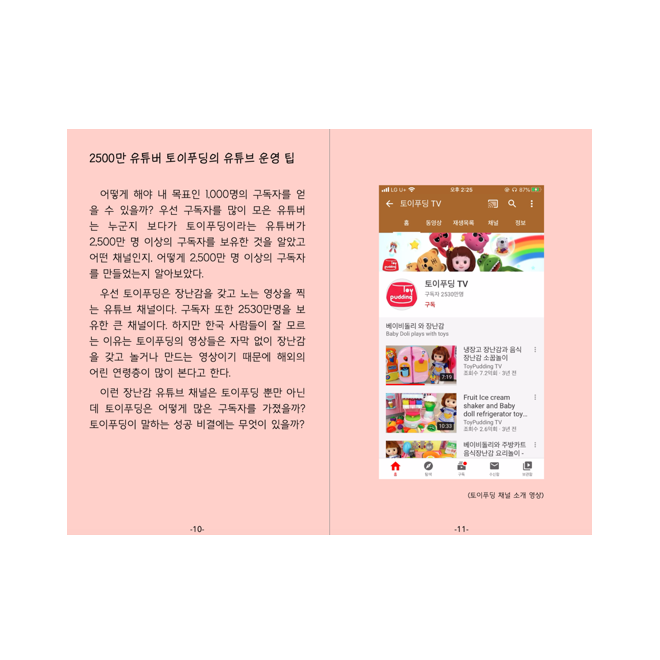 2500만 유튜버 토이푸딩의 유튜브 운영 팁
어떻게 해야 내 목표인 1,000명의 구독자를 얻
을 수 있을까? 우선 구독자를 많이 모은 유튜버
는 누군지 보다가 토이푸딩이라는 유튜버가
2,500만 명 이상의 구독자를 보유한 것을 알았고
어떤 채널인지, 어떻게 2,500만 명 이상의 구독자
를 만들었는지 알아보았다.
우선 토이푸딩은 장난감을 갖고 노는 영상을 찍
는 유튜브 채널이다. 구독자 또한 2530만명을 보
유한 큰 채널이다. 하지만 한국 사람들이 잘 모르
는 이유는 토이푸딩의 영상들은 자막 없이 장난감
을 갖고 놀거나 만드는 영상이기 때문에 해외의
어린 연령층이 많이 본다고 한다.
이런 장난감 유튜브 채널은 토이푸딩 뿐만 아닌
데 토이푸딩은 어떻게 많은 구독자를 가졌을까?
토이푸딩이 말하는 성공 비결에는 무엇이 있을까?
-10-
LG U+ 오후 2:26 87%
토이푸딩 TV
홈 동영상 재생목록 채널 정보
Toy pudding
토이푸딩 TV
구독자 2530만명
구독
베이비돌리 와 장난감
Baby Doli plays with toys
냉장고 장난감과 음식
장난감 소꿉놀이
ToyPudding TV
조회수 7.2억회 · 3년 전
7:19
Fruit Ice cream
shaker and Baby
doll refrigerator toy...
ToyPudding TV
조회수 2.6억회 · 3년 전
10:33
베이비돌리와 주방카트
음식장난감 요리놀이 -
홈 탐색 구독 수신함 보관함
(토이푸딩 채널 소개 영상)
-11-